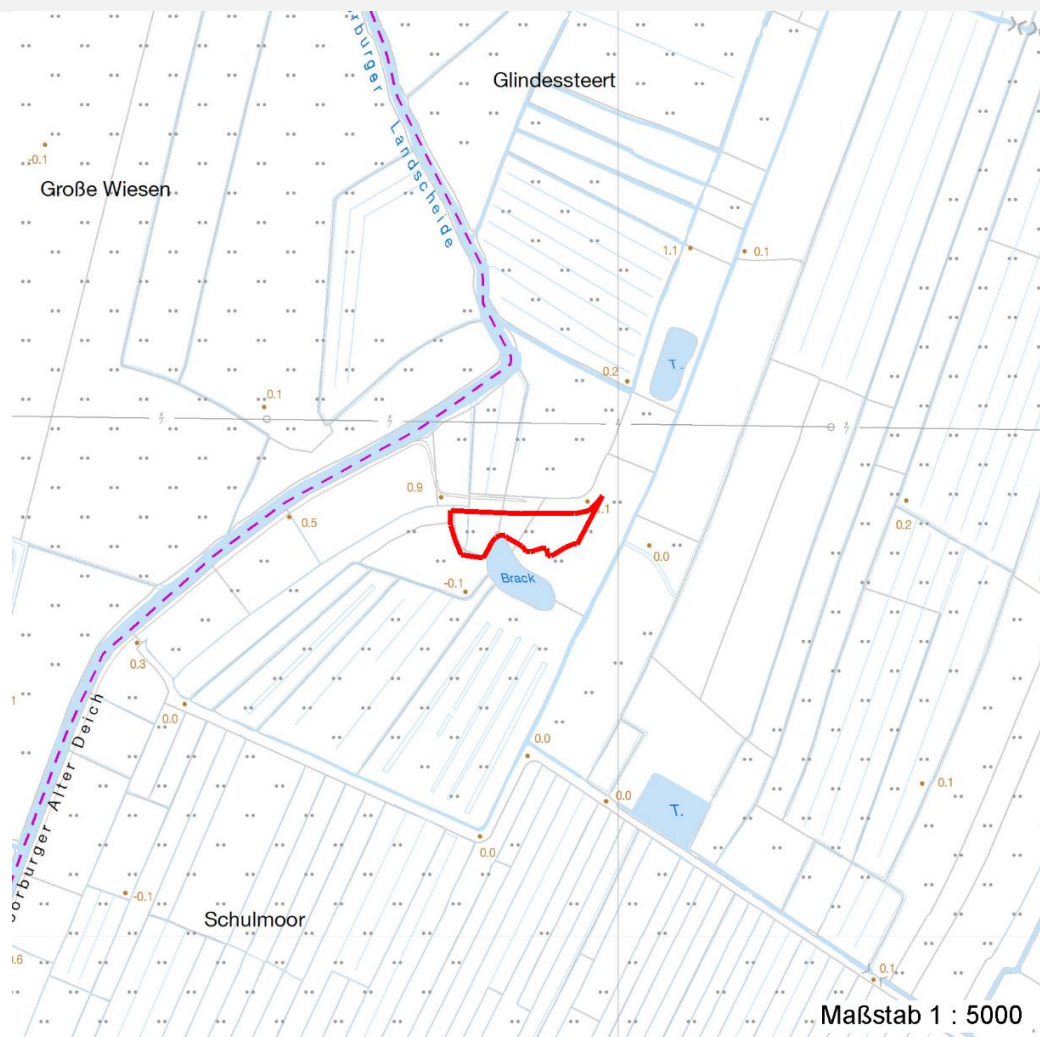 Glindessteert
orburger Landscheide
-0.1
Große Wiesen
1.1
0.1
T.
0.2
0.1
0.9
.1
0.5
0.2
0.0
-0.1
Brack
0.3
0.0
0.0
0.1
T.
0.0
0.0
orburger Alter Deich
-0.1
Schulmoor
.6
0.1
Maßstab 1 : 5000